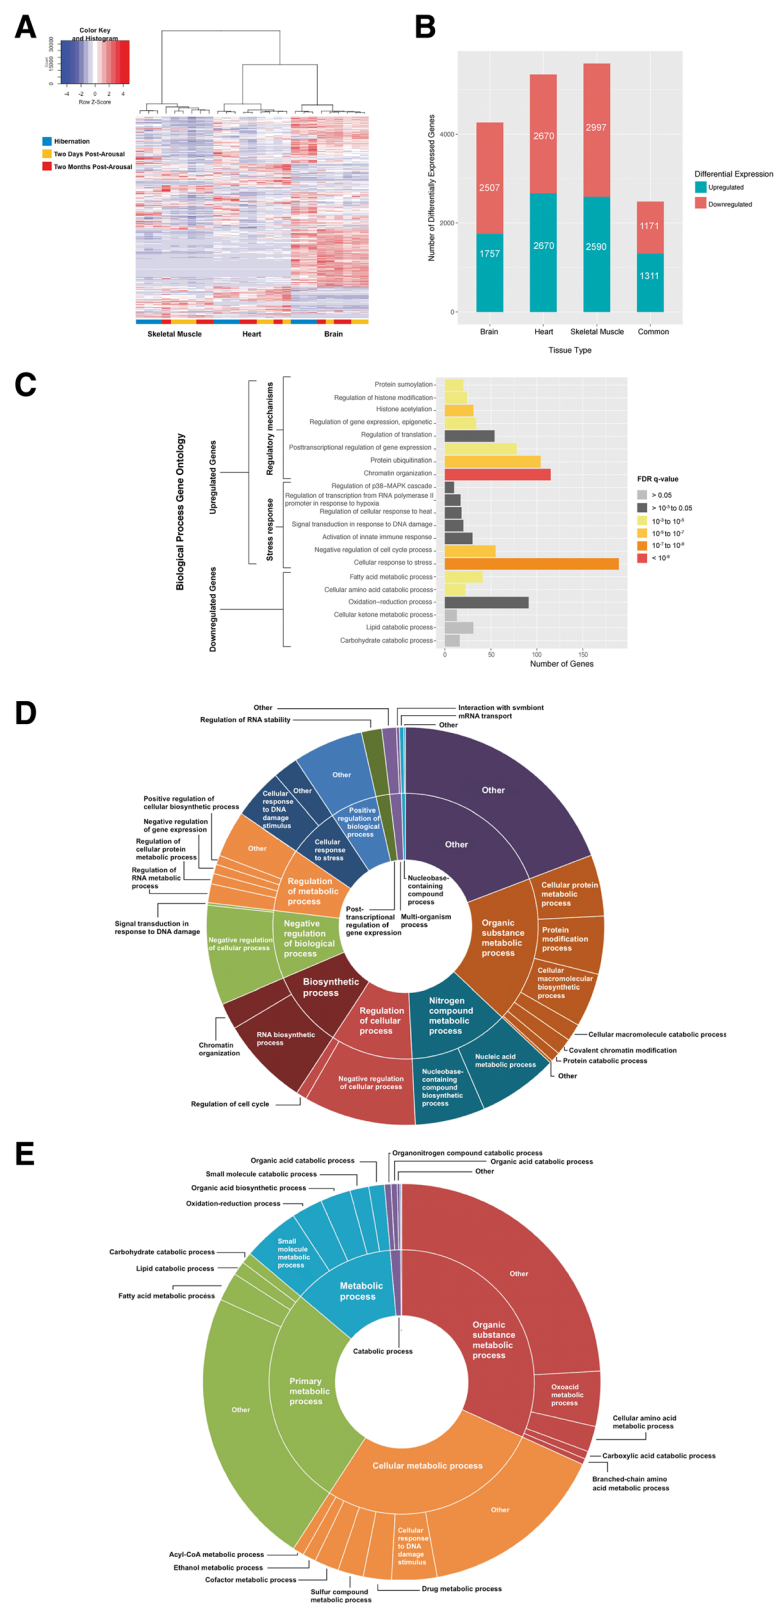 A
Color Key
and Histogram
Count
0
15000
30000
-4
-2
0
2
4
Row Z-Score
Hibernation
Two Days Post-Arousal
Two Months Post-Arousal
Skeletal Muscle
Heart
Brain
B
Number of Differentially Expressed Genes
4000
2000
0
2507
1757
2670
2670
2997
2590
1171
1311
Brain
Heart
Skeletal Muscle
Common
Tissue Type
Differential Expression
Upregulated
Downregulated
C
Biological Process Gene Ontology
Upregulated Genes
Downregulated Genes
Regulatory mechanisms
Stress response
Protein sumoylation
Regulation of histone modification
Histone acetylation
Regulation of gene expression, epigenetic
Regulation of translation
Posttranscriptional regulation of gene expression
Protein ubiquitination
Chromatin organization
Regulation of p38−MAPK cascade
Regulation of transcription from RNA polymerase II
promoter in response to hypoxia
Regulation of cellular response to heat
Signal transduction in response to DNA damage
Activation of innate immune response
Negative regulation of cell cycle process
Cellular response to stress
Fatty acid metabolic process
Cellular amino acid catabolic process
Oxidation−reduction process
Cellular ketone metabolic process
Lipid catabolic process
Carbohydrate catabolic process
0
50
100
150
Number of Genes
FDR q-value
> 0.05
> 10-3 to 0.05
10-3 to 10-5
10-5 to 10-7
10-7 to 10-9
< 10-9
D
Other
Regulation of RNA stability
Interaction with symbiont
mRNA transport
Other
Other
Other
Other
Cellular
response
to DNA
damage
stimulus
Other
Positive
regulation of
biological
process
Cellular
response
to stress
Positive regulation of
cellular biosynthetic process
Negative regulation
of gene expression
Regulation of
cellular protein
metabolic process
Regulation of
RNA metabolic
process
Signal transduction in
response to DNA damage
Other
Regulation
of metabolic
process
Nucleobase-
containing
compound
process
Post-
transcriptional
regulation of
gene expression
Multi-organism
process
Organic
substance
metabolic
process
Cellular protein
metabolic
process
Protein
modification
process
Cellular
macromolecular
biosynthetic
process
Negative regulation
of cellular process
Negative
regulation
of biological
process
Biosynthetic
process
Regulation
of cellular
process
Nitrogen
compound
metabolic
process
Chromatin
organization
RNA biosynthetic
process
Regulation of cell cycle
Negative regulation
of cellular process
Nucleobase-
containing
compound
biosynthetic
process
Nucleic acid
metabolic process
Cellular macromolecule catabolic process
Covalent chromatin modification
Protein catabolic process
Other
E
Organic acid catabolic process
Small molecule catabolic process
Organic acid biosynthetic process
Oxidation-reduction process
Organonitrogen compound catabolic process
Organic acid catabolic process
Other
Small
molecule
metabolic
process
Carbohydrate catabolic process
Lipid catabolic process
Fatty acid metabolic process
Metabolic
process
Catabolic process
Other
Organic
substance
metabolic
process
Primary
metabolic
process
Other
Oxoacid
metabolic
process
Cellular amino acid
metabolic process
Carboxylic acid catabolic process
Branched-chain amino
acid metabolic process
Cellular metabolic process
Other
Cellular
response
to DNA
damage
stimulus
Acyl-CoA metabolic process
Ethanol metabolic process
Cofactor metabolic process
Sulfur compound
metabolic process
Drug metabolic process